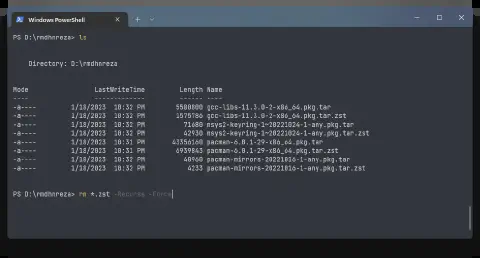 Windows PowerShell
PS D:\rmdhnreza> ls
Directory: D:\rmdhnreza
Mode LastWriteTime Length Name
---- ------------- ------ ----
-a---- 1/18/2023 10:32 PM 5580800 gcc-libs-11.3.0-2-x86_64.pkg.tar
-a---- 1/18/2023 10:32 PM 1575786 gcc-libs-11.3.0-2-x86_64.pkg.tar.zst
-a---- 1/18/2023 10:32 PM 71680 msys2-keyring-1~20221024-1-any.pkg.tar
-a---- 1/18/2023 10:32 PM 42930 msys2-keyring-1~20221024-1-any.pkg.tar.zst
-a---- 1/18/2023 10:31 PM 43356160 pacman-6.0.1-29-x86_64.pkg.tar
-a---- 1/18/2023 10:31 PM 6939843 pacman-6.0.1-29-x86_64.pkg.tar.zst
-a---- 1/18/2023 10:32 PM 40960 pacman-mirrors-20221016-1-any.pkg.tar
-a---- 1/18/2023 10:32 PM 4233 pacman-mirrors-20221016-1-any.pkg.tar.zst
PS D:\rmdhnreza> rm *.zst -Recurse -Force